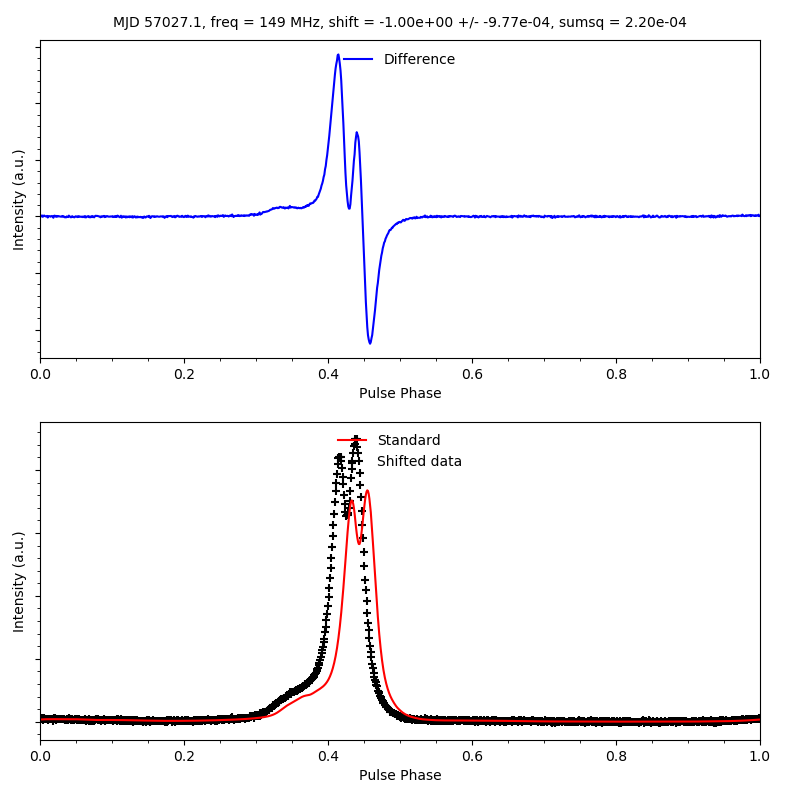 MJD 57027.1, freq = 149 MHz, shift = -1.00e+00 +/- -9.77e-04, sumsq = 2.20e-04
Difference
Intensity (a.u.)
0.0 0.2 0.4 0.6 0.8 1.0
Pulse Phase
Standard
Shifted data
Intensity (a.u.)
0.0 0.2 0.4 0.6 0.8 1.0
Pulse Phase